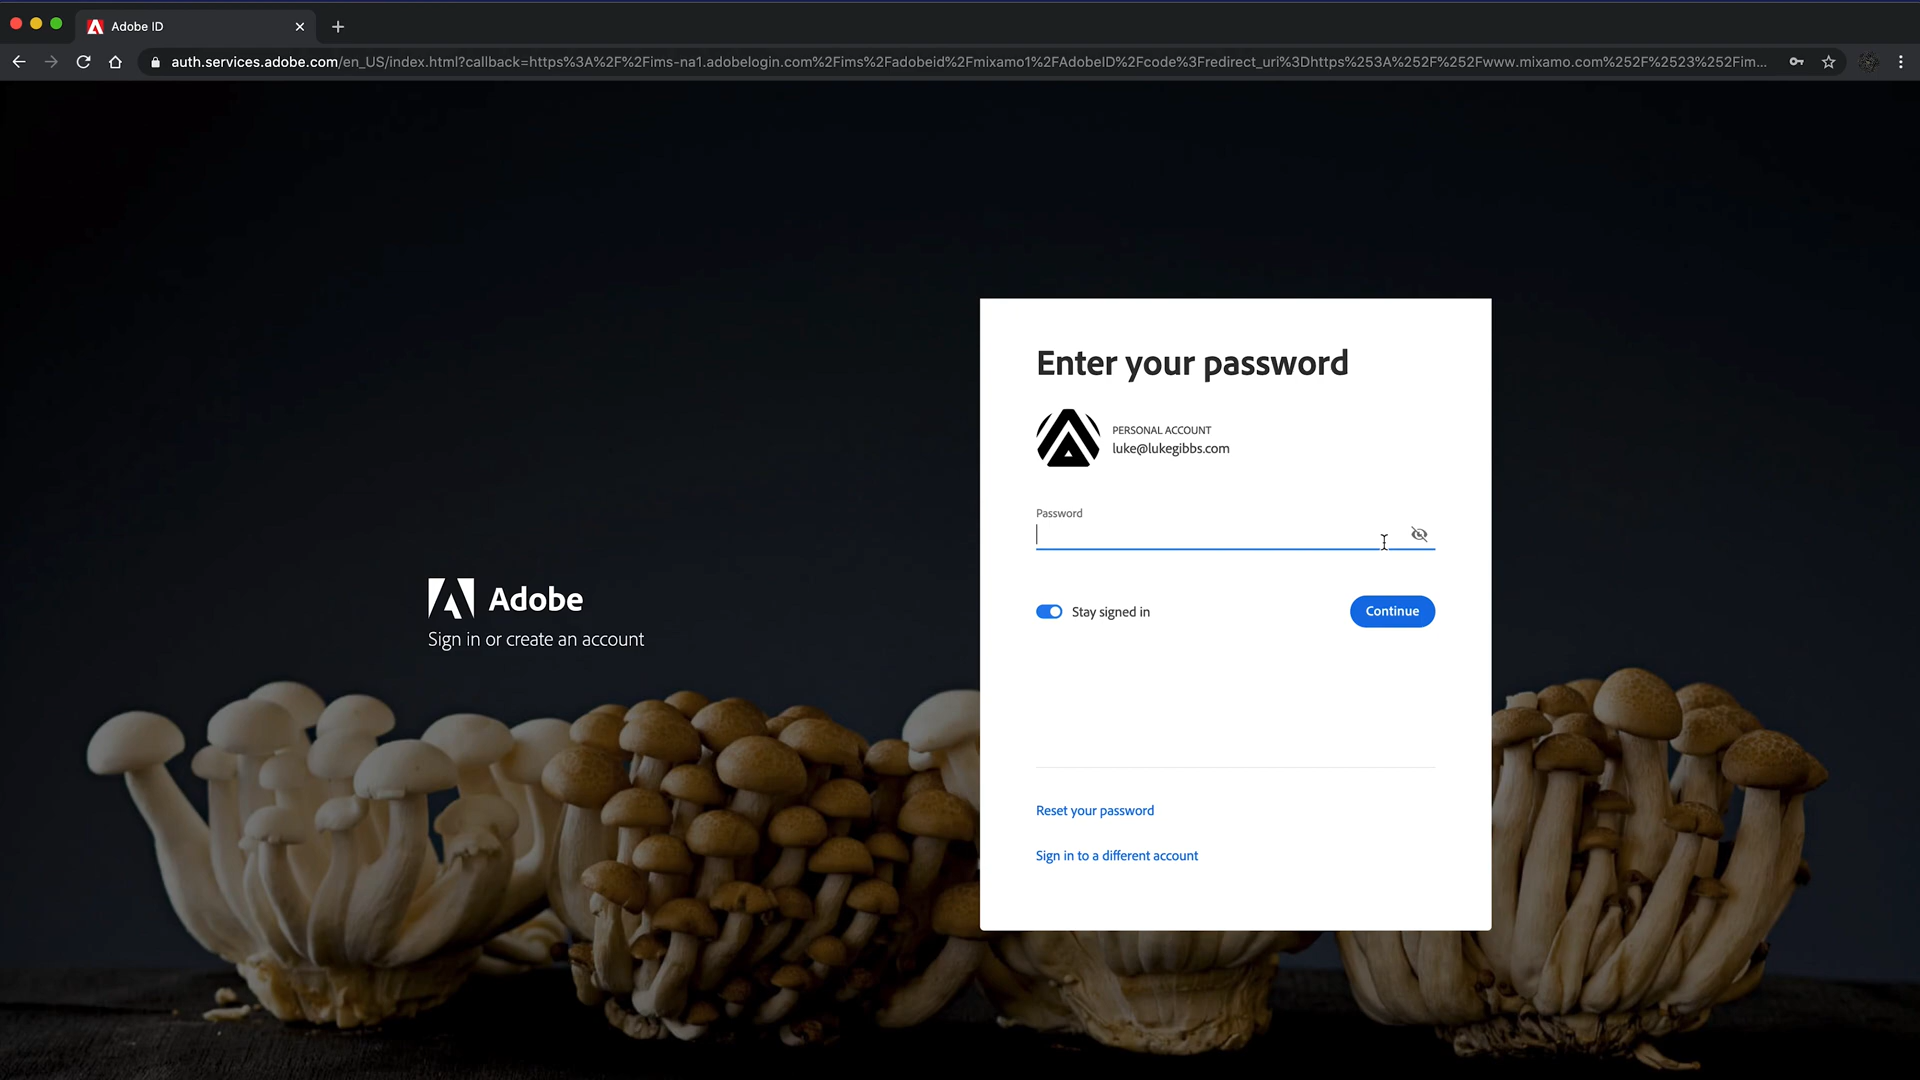 Adobe ID
auth.services.adobe.com/en_US/index.html?callback=https%3A%2F%2Fims-na1.adobelogin.com%2Fims%2Fadobeid%2Fmixamo1%2FAdobeID%2Fcode%3Fredirect_uri%3Dhttps%253A%252F%252Fwww.mixamo.com%252F%2523%252Fim...
Enter your password
PERSONAL ACCOUNT
luke@lukegibbs.com
Password
Adobe
Sign in or create an account
Stay signed in
Continue
Reset your password
Sign in to a different account